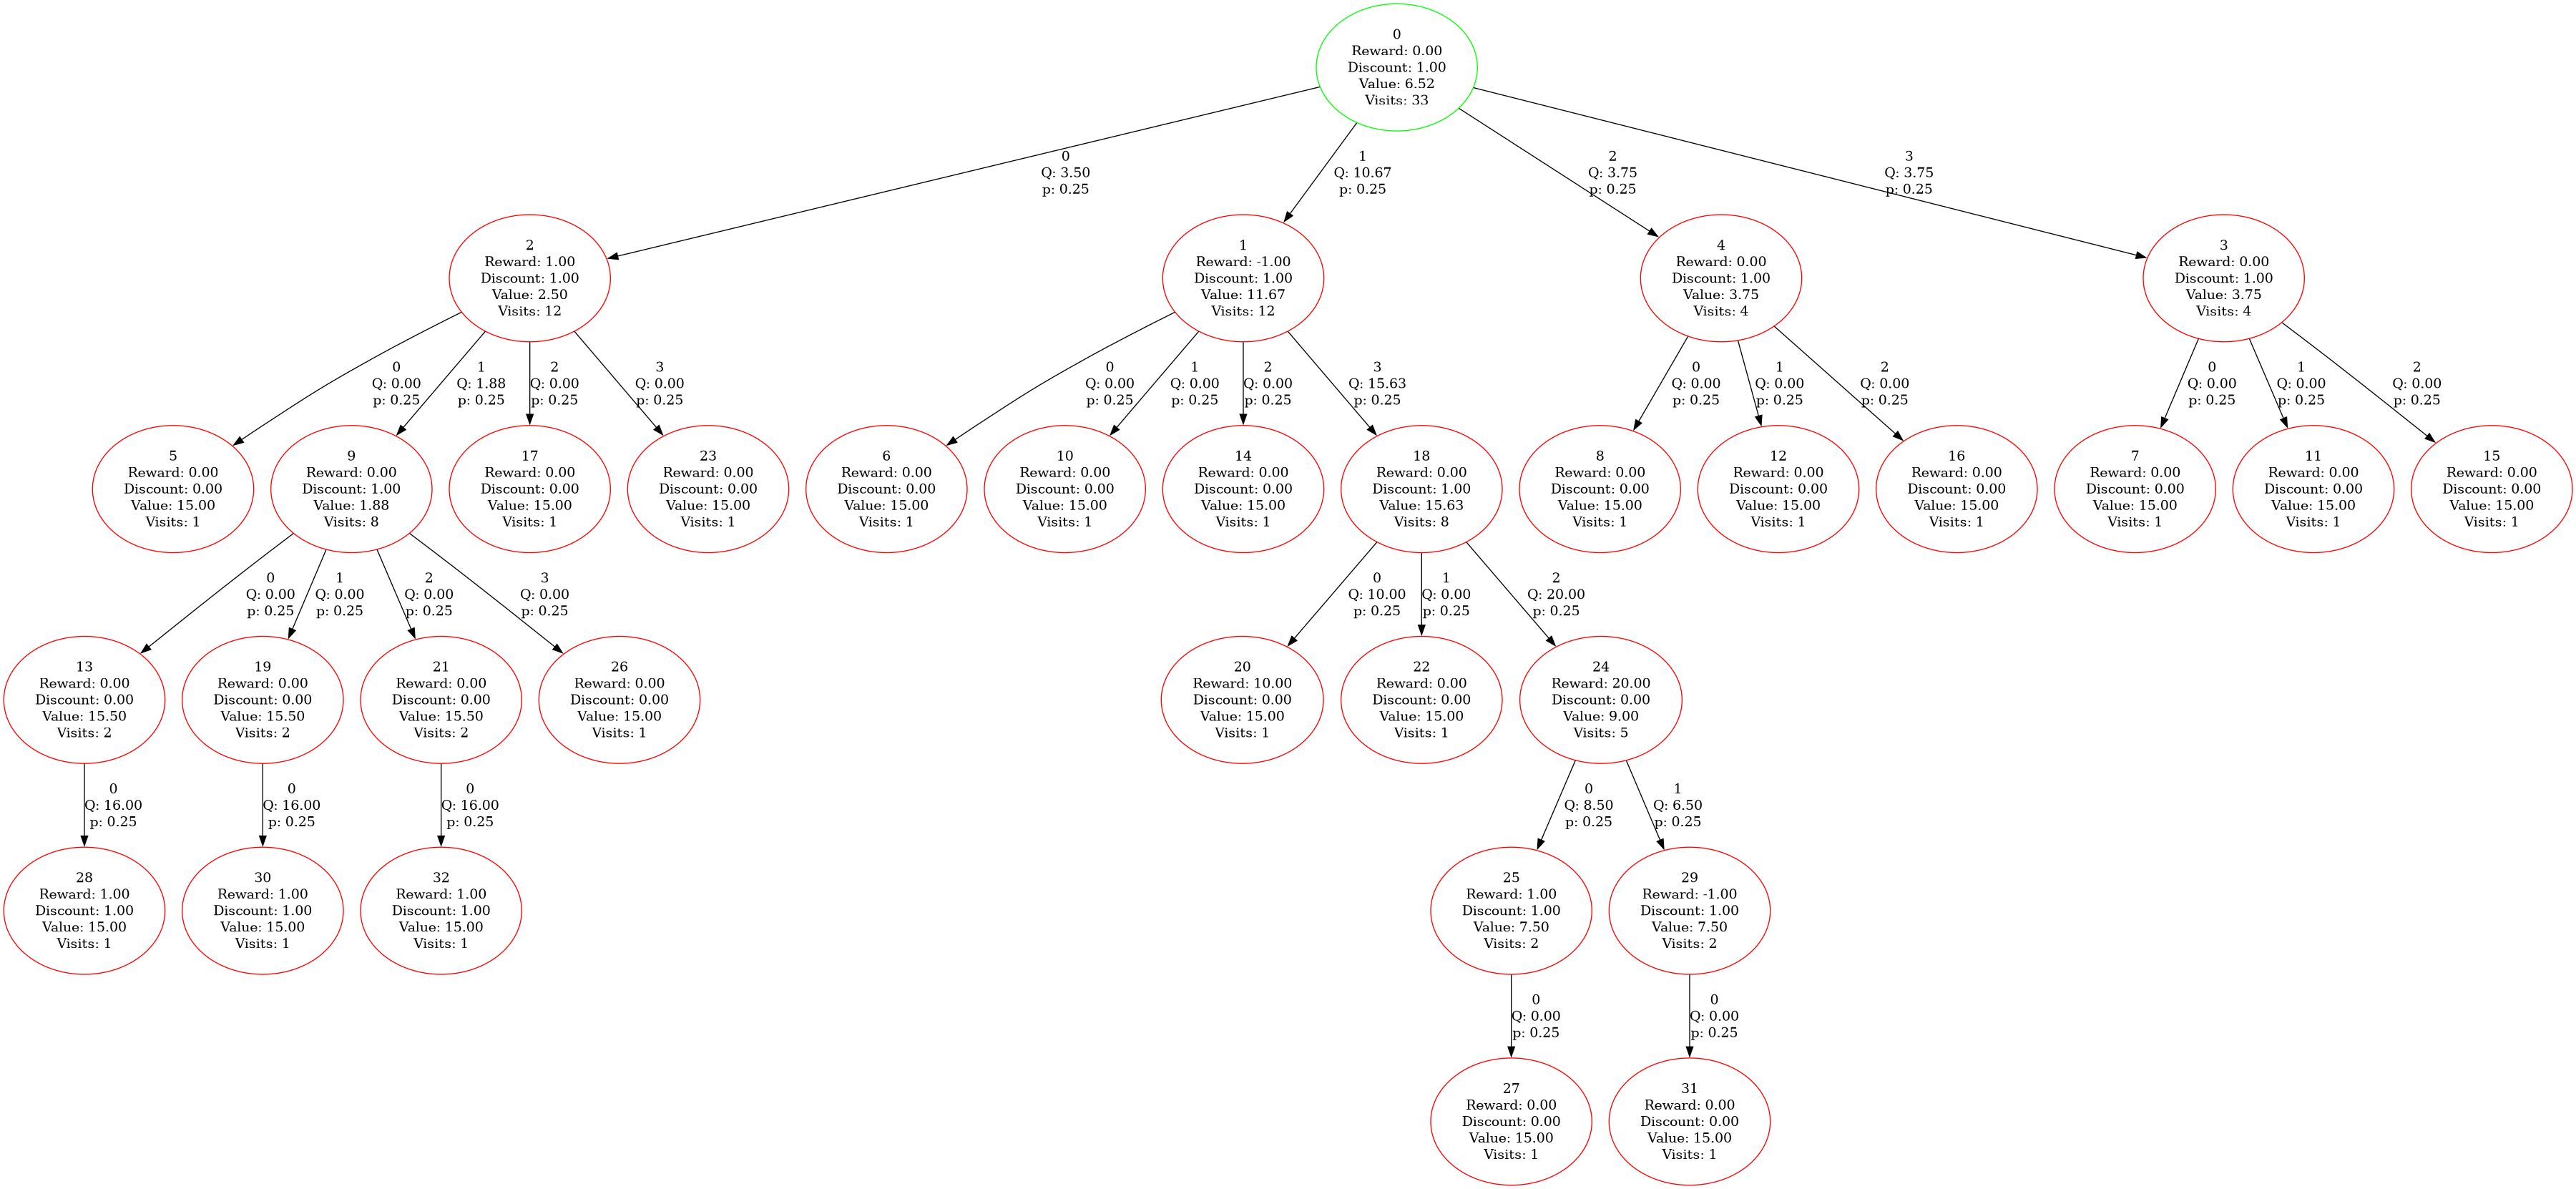 0
Reward: 0.00
Discount: 1.00
Value: 6.52
Visits: 33
0
Q: 3.50
p: 0.25
1
Q: 10.67
p: 0.25
2
Q: 3.75
p: 0.25
3
Q: 3.75
p: 0.25
2
Reward: 1.00
Discount: 1.00
Value: 2.50
Visits: 12
1
Reward: -1.00
Discount: 1.00
Value: 11.67
Visits: 12
4
Reward: 0.00
Discount: 1.00
Value: 3.75
Visits: 4
3
Reward: 0.00
Discount: 1.00
Value: 3.75
Visits: 4
0
Q: 0.00
p: 0.25
1
Q: 1.88
p: 0.25
2
Q: 0.00
p: 0.25
3
Q: 0.00
p: 0.25
0
Q: 0.00
p: 0.25
1
Q: 0.00
p: 0.25
2
Q: 0.00
p: 0.25
3
Q: 15.63
p: 0.25
0
Q: 0.00
p: 0.25
1
Q: 0.00
p: 0.25
2
Q: 0.00
p: 0.25
0
Q: 0.00
p: 0.25
1
Q: 0.00
p: 0.25
2
Q: 0.00
p: 0.25
5
Reward: 0.00
Discount: 0.00
Value: 15.00
Visits: 1
9
Reward: 0.00
Discount: 1.00
Value: 1.88
Visits: 8
17
Reward: 0.00
Discount: 0.00
Value: 15.00
Visits: 1
23
Reward: 0.00
Discount: 0.00
Value: 15.00
Visits: 1
6
Reward: 0.00
Discount: 0.00
Value: 15.00
Visits: 1
10
Reward: 0.00
Discount: 0.00
Value: 15.00
Visits: 1
14
Reward: 0.00
Discount: 0.00
Value: 15.00
Visits: 1
18
Reward: 0.00
Discount: 1.00
Value: 15.63
Visits: 8
8
Reward: 0.00
Discount: 0.00
Value: 15.00
Visits: 1
12
Reward: 0.00
Discount: 0.00
Value: 15.00
Visits: 1
16
Reward: 0.00
Discount: 0.00
Value: 15.00
Visits: 1
7
Reward: 0.00
Discount: 0.00
Value: 15.00
Visits: 1
11
Reward: 0.00
Discount: 0.00
Value: 15.00
Visits: 1
15
Reward: 0.00
Discount: 0.00
Value: 15.00
Visits: 1
0
Q: 0.00
p: 0.25
1
Q: 0.00
p: 0.25
2
Q: 0.00
p: 0.25
3
Q: 0.00
p: 0.25
0
Q: 10.00
p: 0.25
1
Q: 0.00
p: 0.25
2
Q: 20.00
p: 0.25
13
Reward: 0.00
Discount: 0.00
Value: 15.50
Visits: 2
19
Reward: 0.00
Discount: 0.00
Value: 15.50
Visits: 2
21
Reward: 0.00
Discount: 0.00
Value: 15.50
Visits: 2
26
Reward: 0.00
Discount: 0.00
Value: 15.00
Visits: 1
20
Reward: 10.00
Discount: 0.00
Value: 15.00
Visits: 1
22
Reward: 0.00
Discount: 0.00
Value: 15.00
Visits: 1
24
Reward: 20.00
Discount: 0.00
Value: 9.00
Visits: 5
0
Q: 16.00
p: 0.25
0
Q: 16.00
p: 0.25
0
Q: 16.00
p: 0.25
0
Q: 8.50
p: 0.25
1
Q: 6.50
p: 0.25
28
Reward: 1.00
Discount: 1.00
Value: 15.00
Visits: 1
30
Reward: 1.00
Discount: 1.00
Value: 15.00
Visits: 1
32
Reward: 1.00
Discount: 1.00
Value: 15.00
Visits: 1
25
Reward: 1.00
Discount: 1.00
Value: 7.50
Visits: 2
29
Reward: -1.00
Discount: 1.00
Value: 7.50
Visits: 2
0
Q: 0.00
p: 0.25
0
Q: 0.00
p: 0.25
27
Reward: 0.00
Discount: 0.00
Value: 15.00
Visits: 1
31
Reward: 0.00
Discount: 0.00
Value: 15.00
Visits: 1